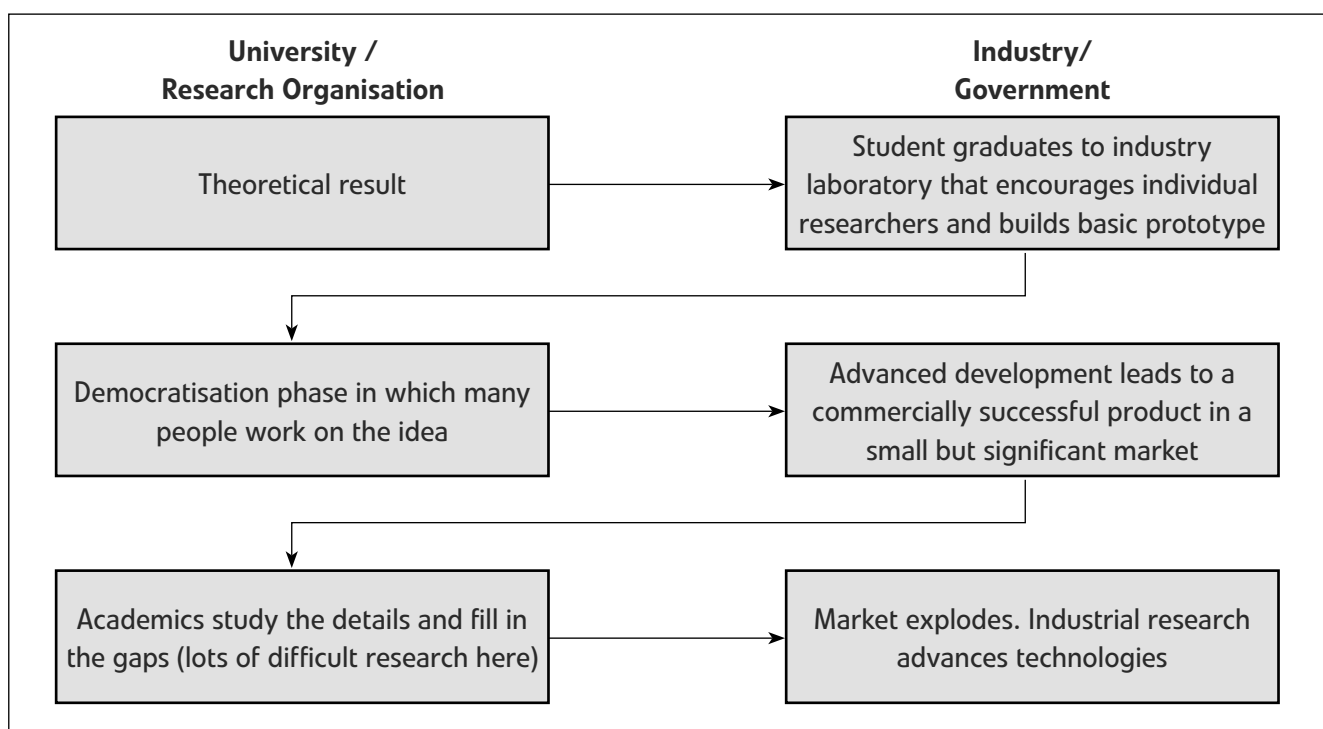 University /
Research Organisation
Industry/
Government
Theoretical result
Student graduates to industry
laboratory that encourages individual
researchers and builds basic prototype
Democratisation phase in which many
people work on the idea
Advanced development leads to a
commercially successful product in a
small but significant market
Academics study the details and fill in
the gaps (lots of difficult research here)
Market explodes. Industrial research
advances technologies